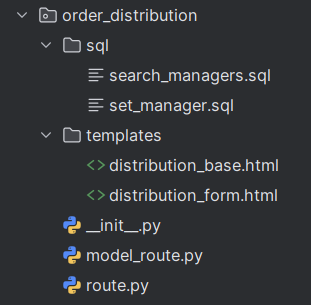 order_distribution
sql
search_managers.sql
set_manager.sql
templates
distribution_base.html
distribution_form.html
__init__.py
model_route.py
route.py